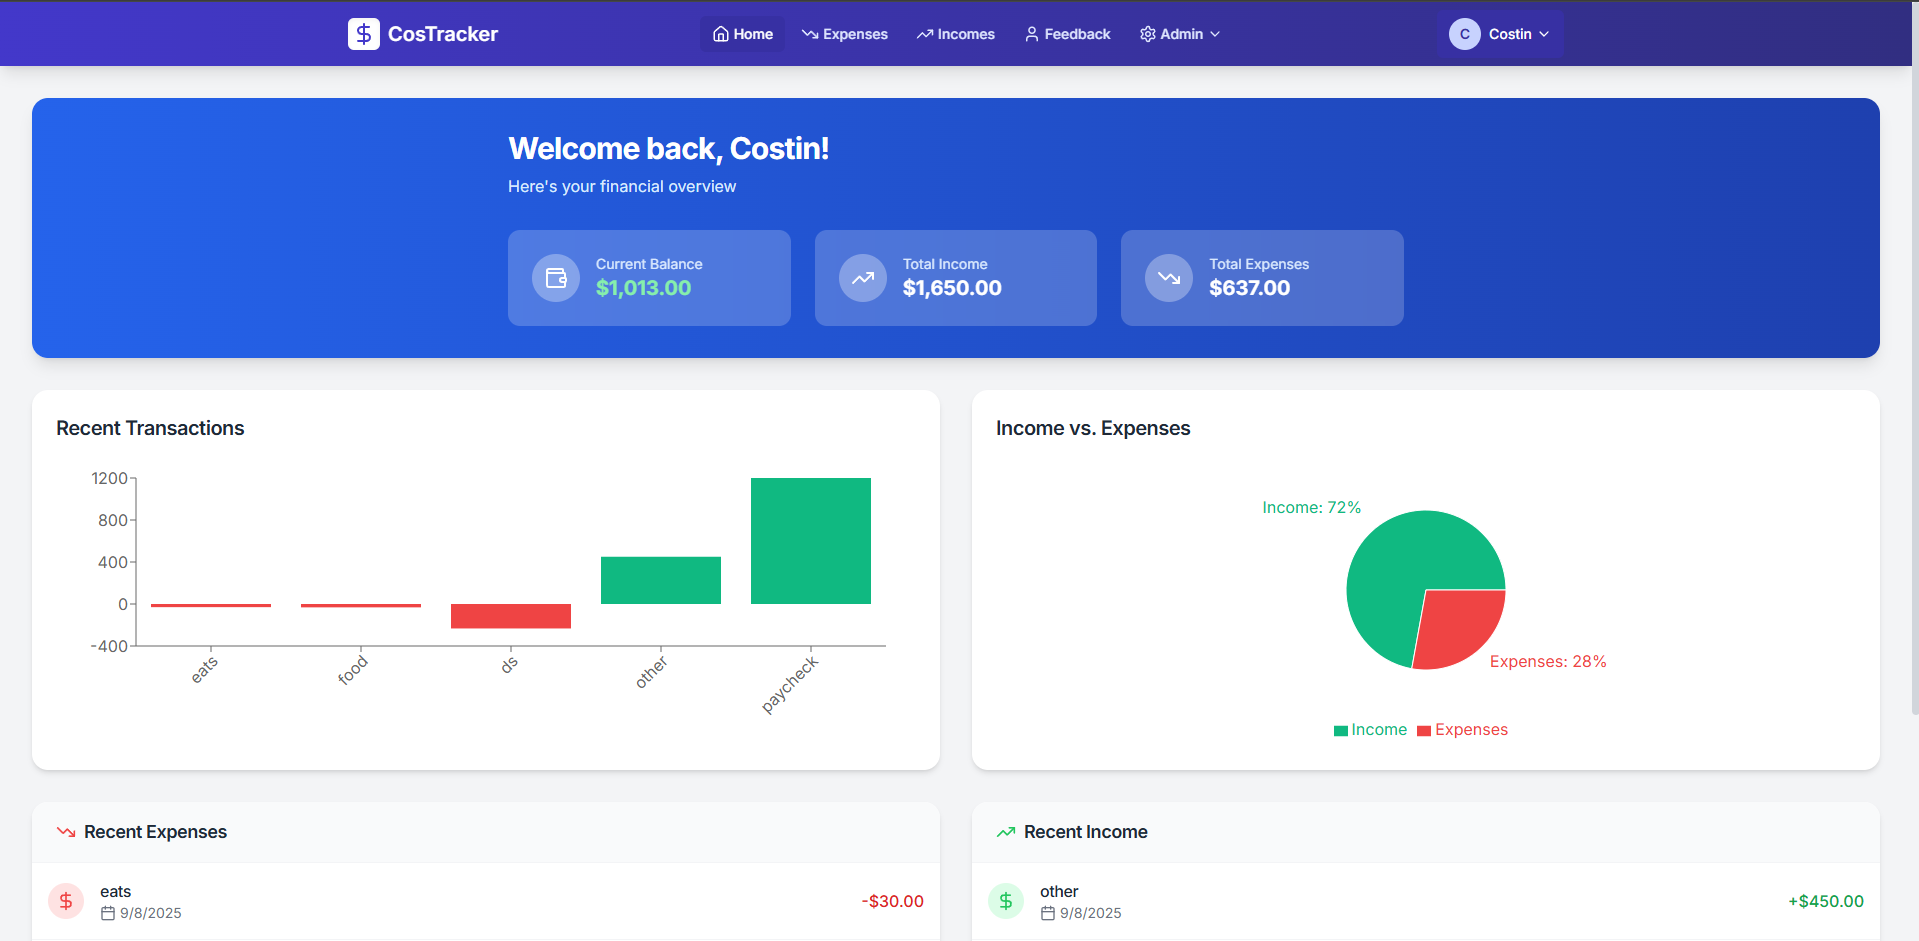 CosTracker
Home
Expenses
Incomes
Feedback
Admin
C
Costin
Welcome back, Costin!
Here's your financial overview
Current Balance
$1,013.00
Total Income
$1,650.00
Total Expenses
$637.00
Recent Transactions
1200
800
400
0
-400
eats
food
ds
other
paycheck
Income vs. Expenses
Income: 72%
Expenses: 28%
Income
Expenses
Recent Expenses
eats
9/8/2025
-$30.00
Recent Income
other
9/8/2025
+$450.00